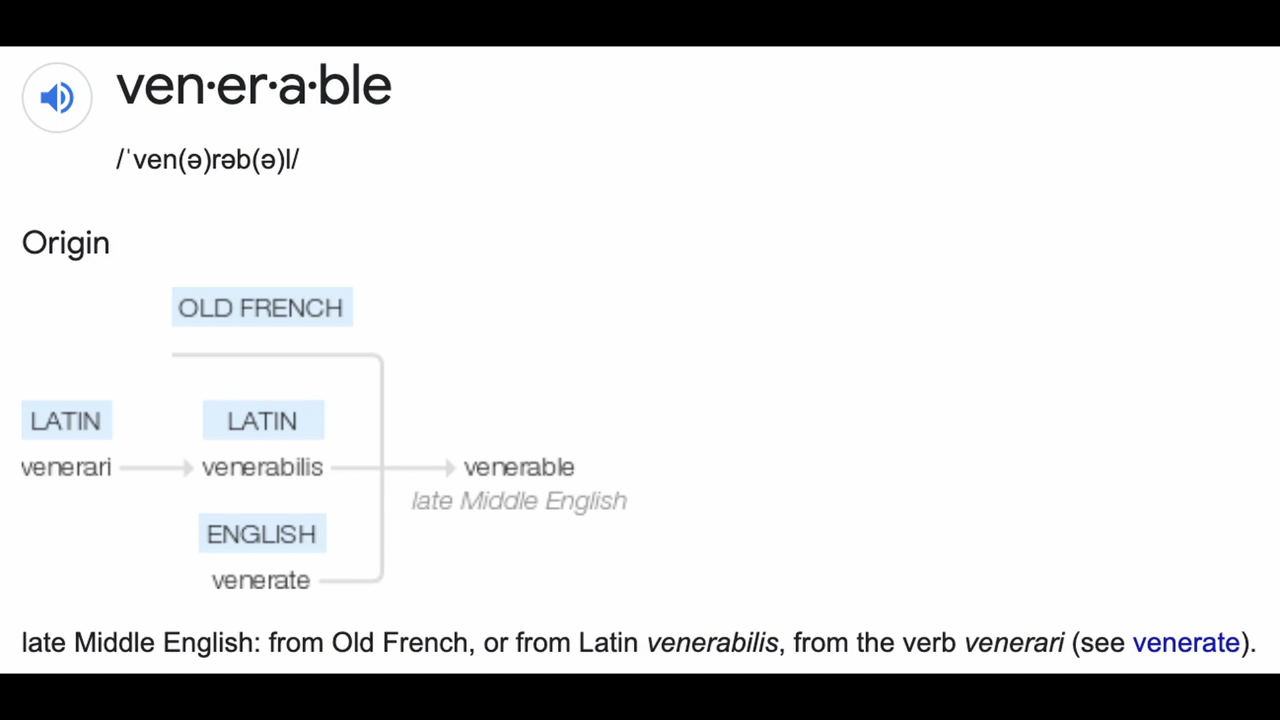 ven·er·a·ble
/ˈven(ə)rəb(ə)l/
Origin
OLD FRENCH
LATIN LATIN
venerari venerabilis venerable
late Middle English
ENGLISH
venerate
late Middle English: from Old French, or from Latin venerabilis, from the verb venerari (see venerate).